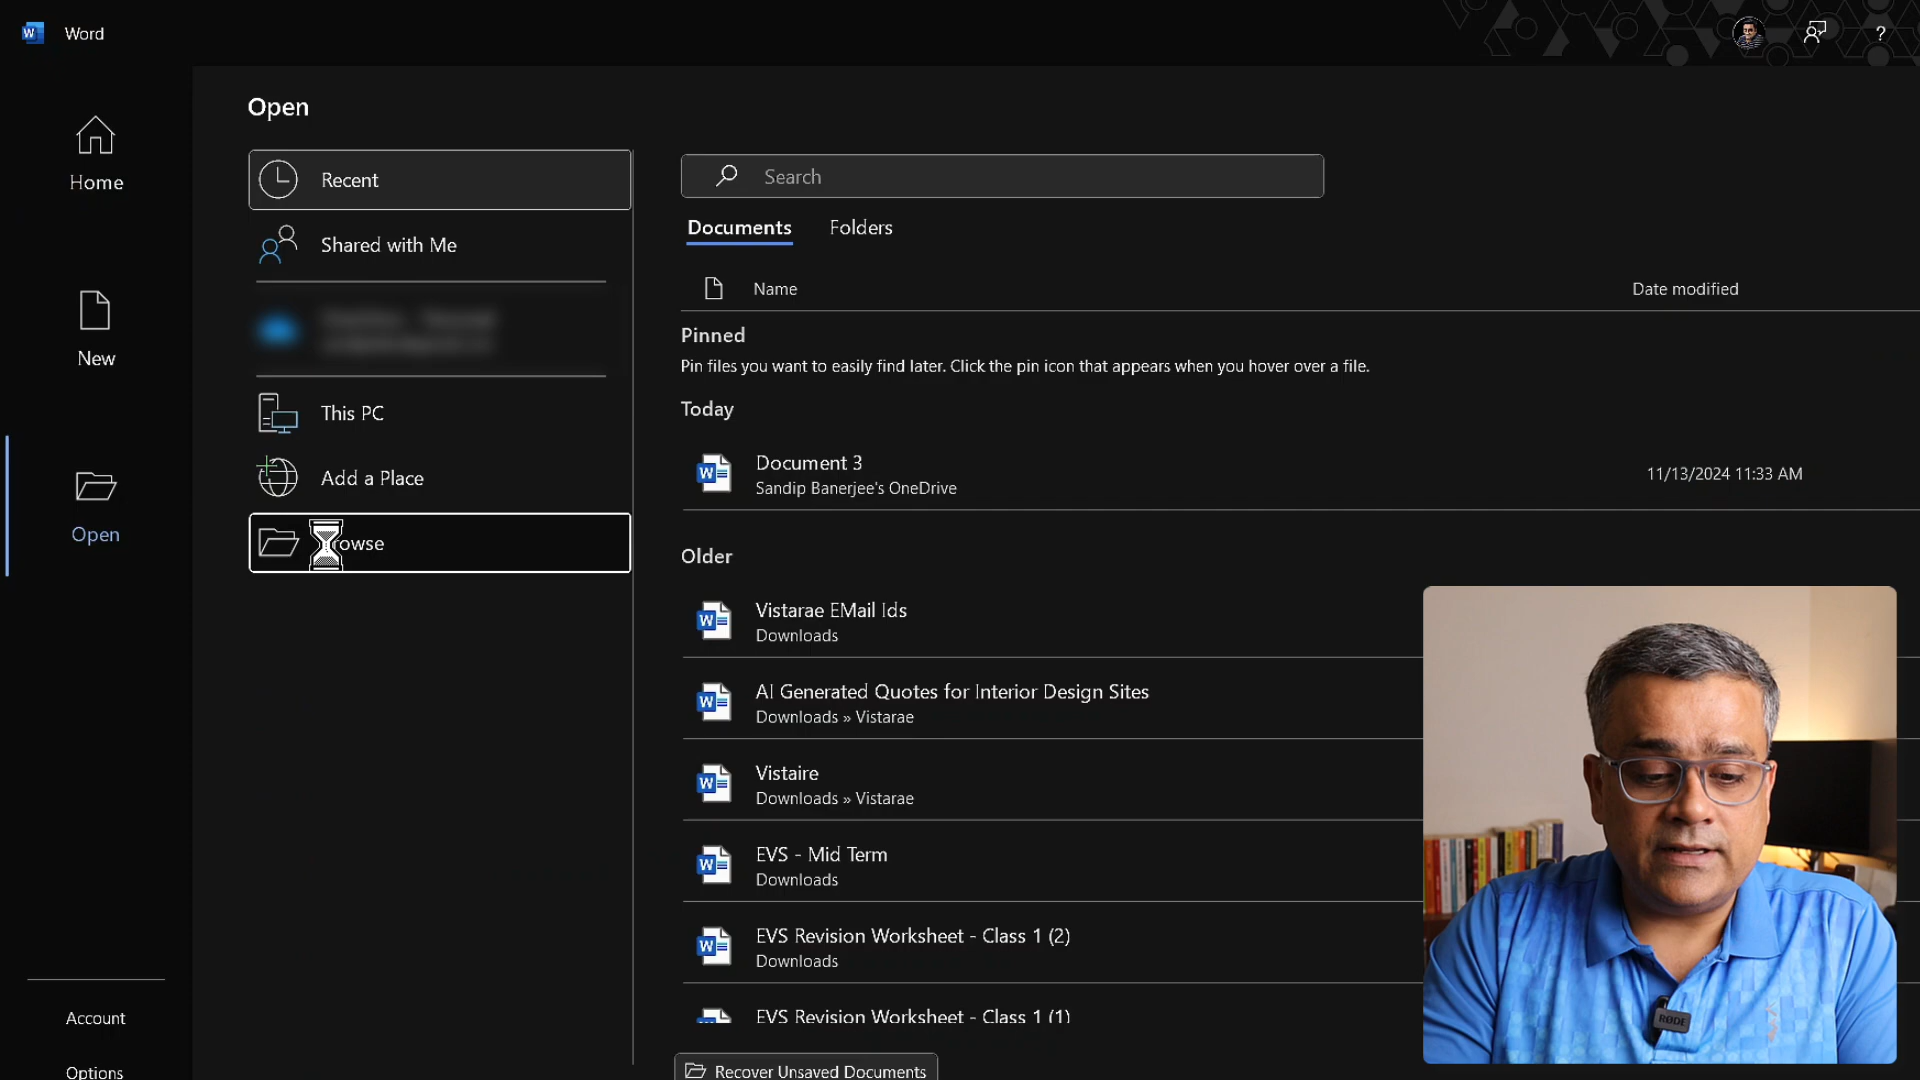 Word
?
Home
New
Open
Account
Options
Open
Recent
Shared with Me
This PC
Add a Place
owse
Search
Documents
Folders
Name
Date modified
Pinned
Pin files you want to easily find later. Click the pin icon that appears when you hover over a file.
Today
Document 3
Sandip Banerjee's OneDrive
11/13/2024 11:33 AM
Older
Vistarae EMail Ids
Downloads
AI Generated Quotes for Interior Design Sites
Downloads » Vistarae
Vistaire
Downloads » Vistarae
EVS - Mid Term
Downloads
EVS Revision Worksheet - Class 1 (2)
Downloads
EVS Revision Worksheet - Class 1 (1)
Recover Unsaved Documents
RØDE